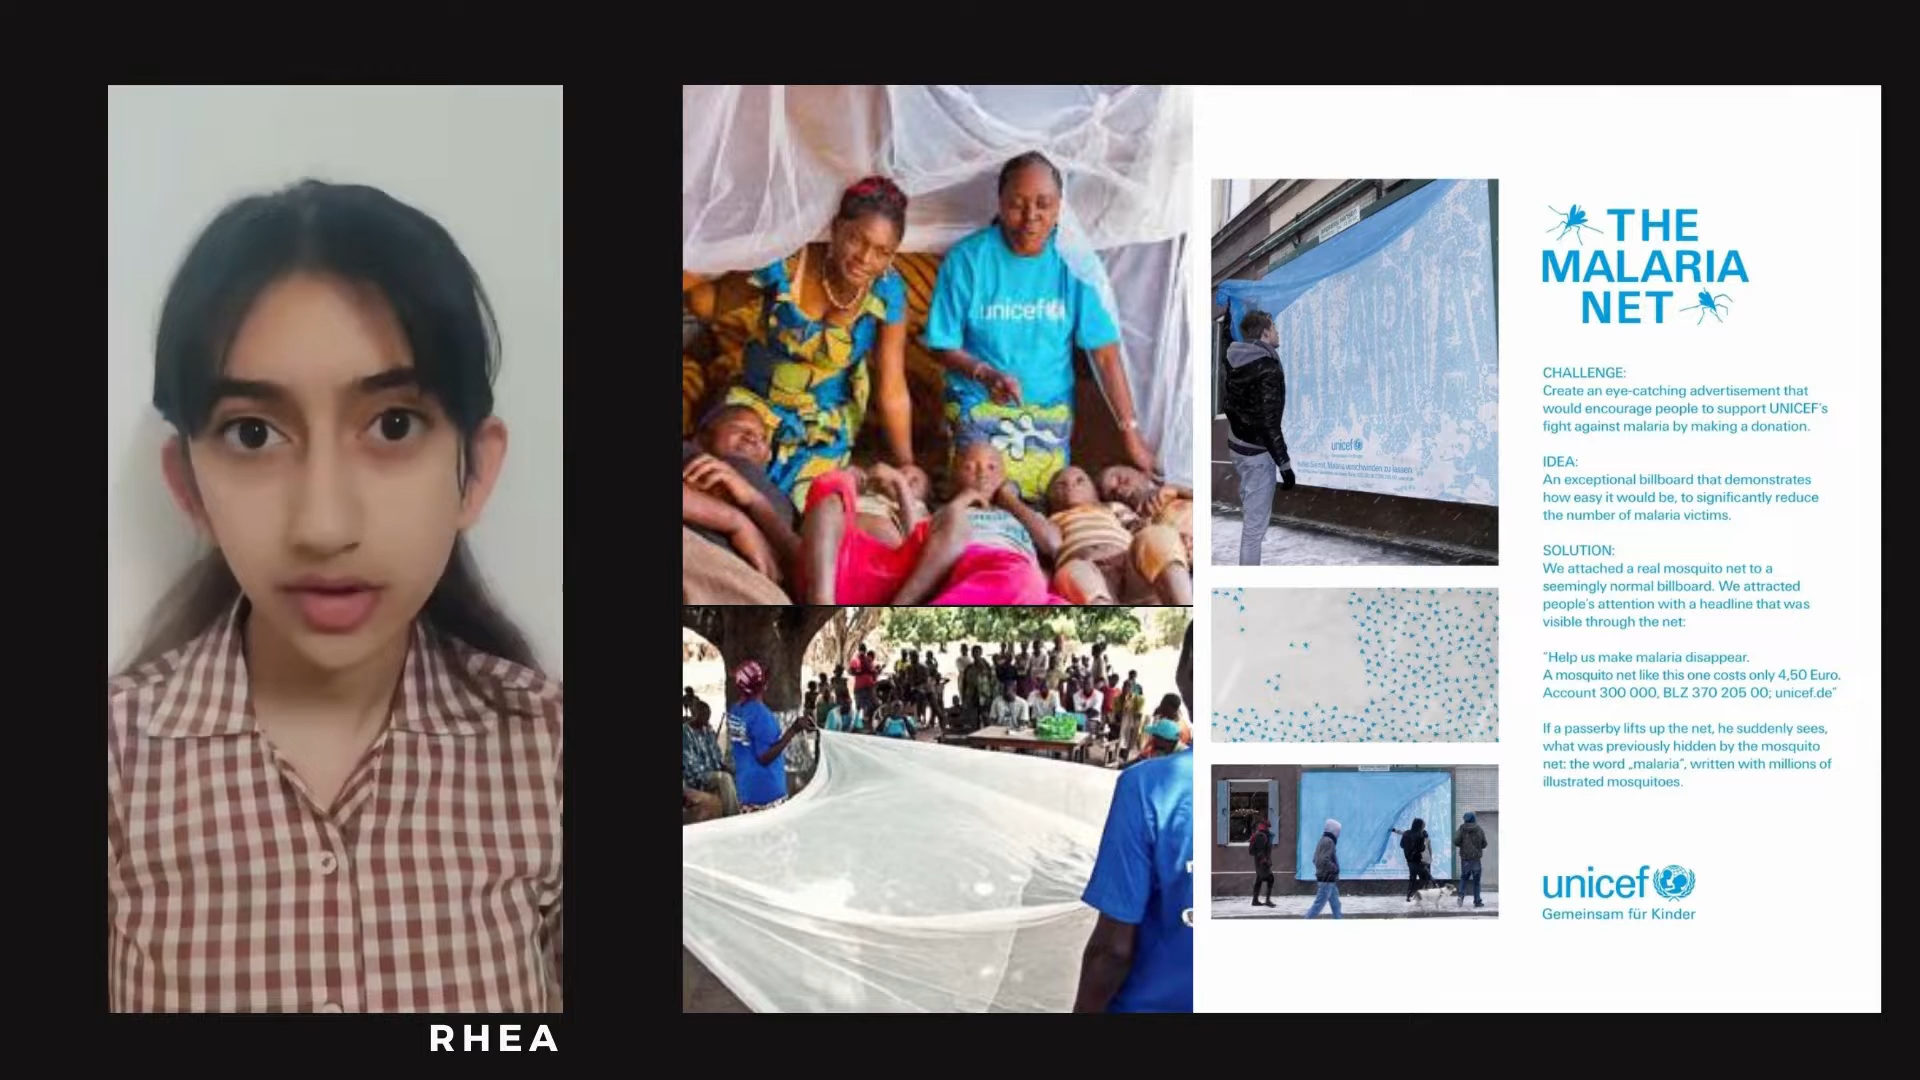 RHEA
unicef
unicef
THE
MALARIA
NET
CHALLENGE:
Create an eye-catching advertisement that
would encourage people to support UNICEF's
fight against malaria by making a donation.
IDEA:
An exceptional billboard that demonstrates
how easy it would be, to significantly reduce
the number of malaria victims.
SOLUTION:
We attached a real mosquito net to a
seemingly normal billboard. We attracted
people's attention with a headline that was
visible through the net:
"Help us make malaria disappear.
A mosquito net like this one costs only 4,50 Euro.
Account 300 000, BLZ 370 205 00; unicef.de"
If a passerby lifts up the net, he suddenly sees,
what was previously hidden by the mosquito
net: the word „malaria", written with millions of
illustrated mosquitoes.
unicef
Gemeinsam für Kinder